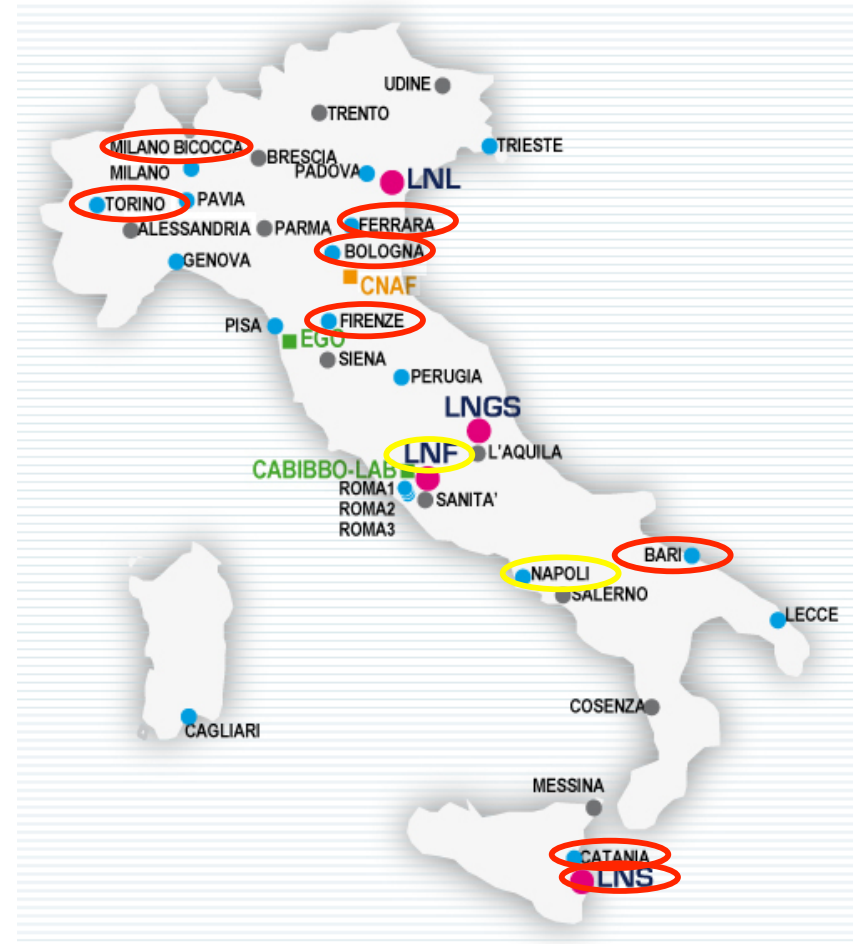 UDINE
TRENTO
MILANO BICOCCA
TRIESTE
BRESCIA
MILANO
PADOVA
LNL
TORINO
PAVIA
FERRARA
ALESSANDRIA
PARMA
BOLOGNA
GENOVA
CNAF
PISA
FIRENZE
EGO
SIENA
PERUGIA
LNGS
LNF
L'AQUILA
CABIBBO-LAB
ROMA1
SANITA'
ROMA2
ROMA3
BARI
NAPOLI
SALERNO
LECCE
COSENZA
CAGLIARI
MESSINA
CATANIA
LNS